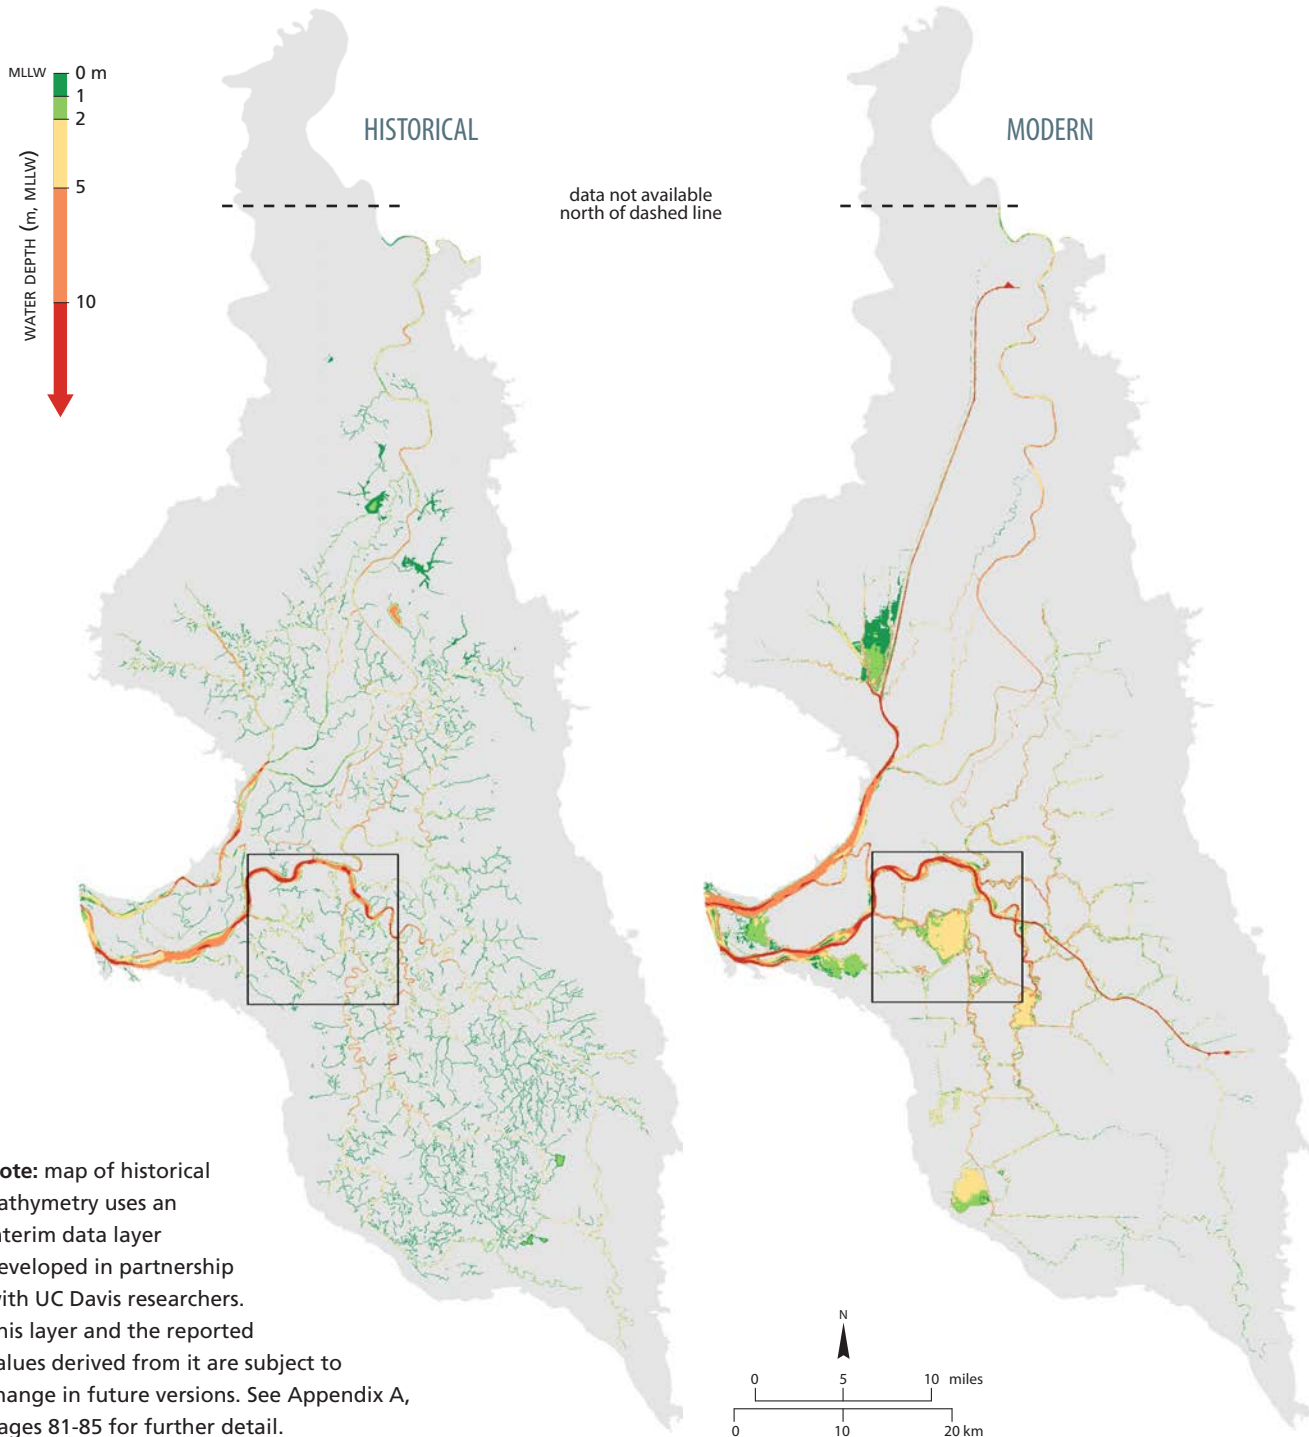 MLLW
0 m
1
2
5
10
WATER DEPTH (m, MLLW)
HISTORICAL
MODERN
data not available
north of dashed line
ote: map of historical
athymetry uses an
nterim data layer
eveloped in partnership
ith UC Davis researchers.
his layer and the reported
alues derived from it are subject to
hange in future versions. See Appendix A,
ages 81-85 for further detail.
N
0 5 10 miles
0 10 20 km